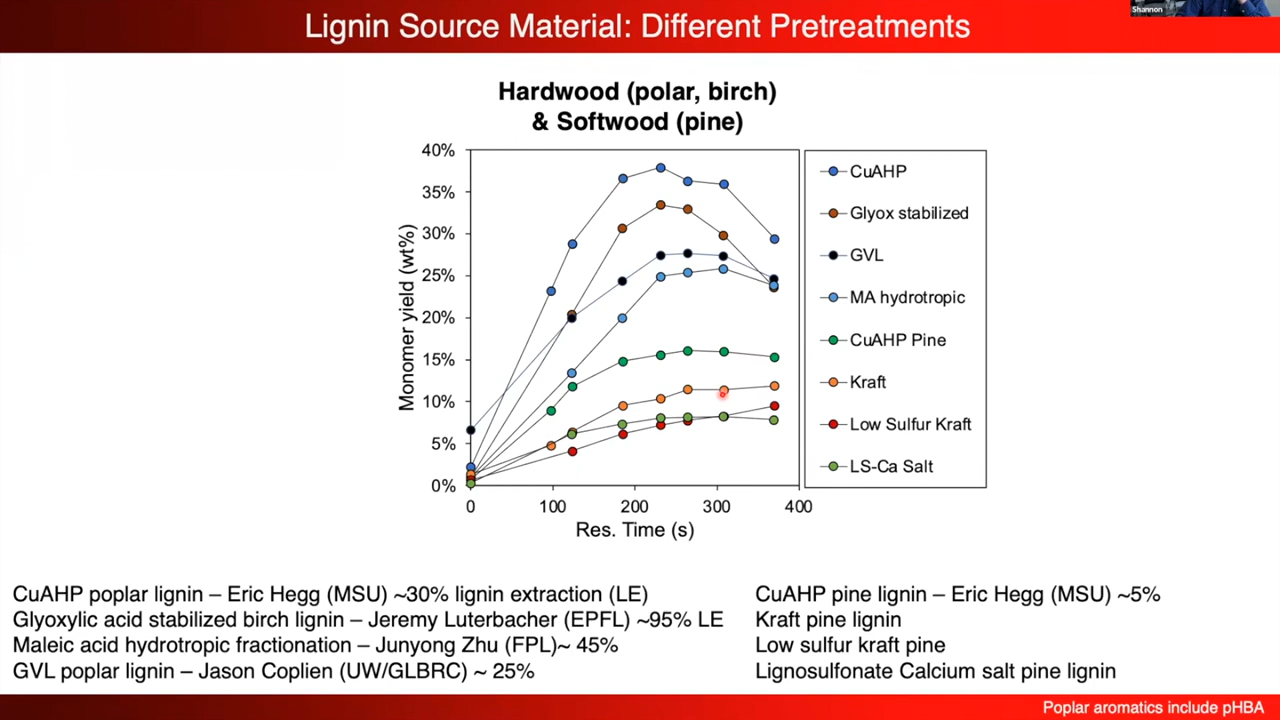 Shannon
Lignin Source Material: Different Pretreatments
Hardwood (polar, birch)
& Softwood (pine)
40%
35%
30%
25%
20%
15%
10%
5%
0%
Monomer yield (wt%)
0 100 200 300 400
Res. Time (s)
CuAHP
Glyox stabilized
GVL
MA hydrotropic
CuAHP Pine
Kraft
Low Sulfur Kraft
LS-Ca Salt
CuAHP poplar lignin – Eric Hegg (MSU) ~30% lignin extraction (LE)
Glyoxylic acid stabilized birch lignin – Jeremy Luterbacher (EPFL) ~95% LE
Maleic acid hydrotropic fractionation – Junyong Zhu (FPL)~ 45%
GVL poplar lignin – Jason Coplien (UW/GLBRC) ~ 25%
CuAHP pine lignin – Eric Hegg (MSU) ~5%
Kraft pine lignin
Low sulfur kraft pine
Lignosulfonate Calcium salt pine lignin
Poplar aromatics include pHBA